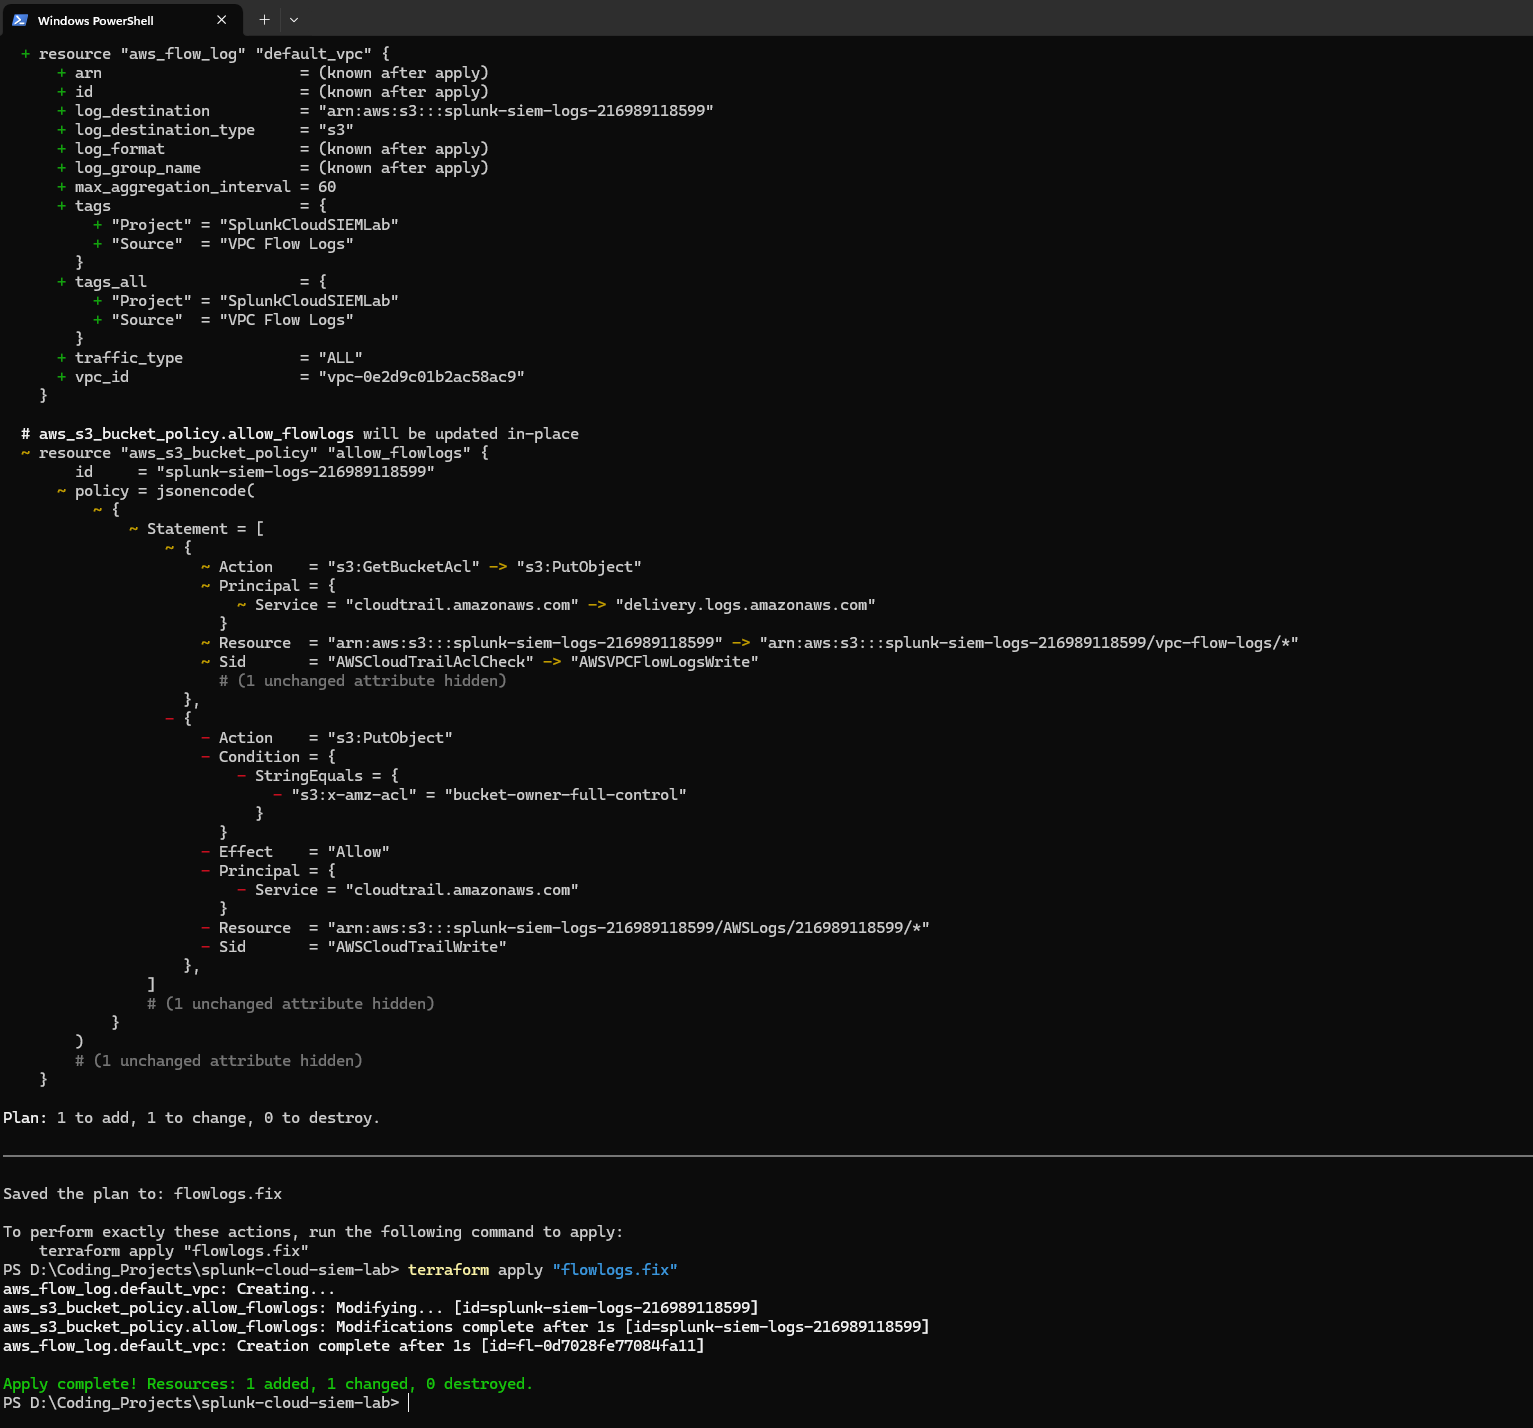 Windows PowerShell
+ resource "aws_flow_log" "default_vpc" {
+ arn = (known after apply)
+ id = (known after apply)
+ log_destination = "arn:aws:s3:::splunk-siem-logs-216989118599"
+ log_destination_type = "s3"
+ log_format = (known after apply)
+ log_group_name = (known after apply)
+ max_aggregation_interval = 60
+ tags = {
+ "Project" = "SplunkCloudSIEMLab"
+ "Source" = "VPC Flow Logs"
}
+ tags_all = {
+ "Project" = "SplunkCloudSIEMLab"
+ "Source" = "VPC Flow Logs"
}
+ traffic_type = "ALL"
+ vpc_id = "vpc-0e2d9c01b2ac58ac9"
}
# aws_s3_bucket_policy.allow_flowlogs will be updated in-place
~ resource "aws_s3_bucket_policy" "allow_flowlogs" {
id = "splunk-siem-logs-216989118599"
~ policy = jsonencode(
~ {
~ Statement = [
~ {
~ Action = "s3:GetBucketAcl" -> "s3:PutObject"
~ Principal = {
~ Service = "cloudtrail.amazonaws.com" -> "delivery.logs.amazonaws.com"
}
~ Resource = "arn:aws:s3:::splunk-siem-logs-216989118599" -> "arn:aws:s3:::splunk-siem-logs-216989118599/vpc-flow-logs/*"
~ Sid = "AWSCloudTrailAclCheck" -> "AWSVPCFlowLogsWrite"
# (1 unchanged attribute hidden)
},
- {
- Action = "s3:PutObject"
- Condition = {
- StringEquals = {
- "s3:x-amz-acl" = "bucket-owner-full-control"
}
}
- Effect = "Allow"
- Principal = {
- Service = "cloudtrail.amazonaws.com"
}
- Resource = "arn:aws:s3:::splunk-siem-logs-216989118599/AWSLogs/216989118599/*"
- Sid = "AWSCloudTrailWrite"
},
]
# (1 unchanged attribute hidden)
}
)
# (1 unchanged attribute hidden)
}
Plan: 1 to add, 1 to change, 0 to destroy.
Saved the plan to: flowlogs.fix
To perform exactly these actions, run the following command to apply:
terraform apply "flowlogs.fix"
PS D:\Coding_Projects\splunk-cloud-siem-lab> terraform apply "flowlogs.fix"
aws_flow_log.default_vpc: Creating...
aws_s3_bucket_policy.allow_flowlogs: Modifying... [id=splunk-siem-logs-216989118599]
aws_s3_bucket_policy.allow_flowlogs: Modifications complete after 1s [id=splunk-siem-logs-216989118599]
aws_flow_log.default_vpc: Creation complete after 1s [id=fl-0d7028fe77084fa11]
Apply complete! Resources: 1 added, 1 changed, 0 destroyed.
PS D:\Coding_Projects\splunk-cloud-siem-lab>